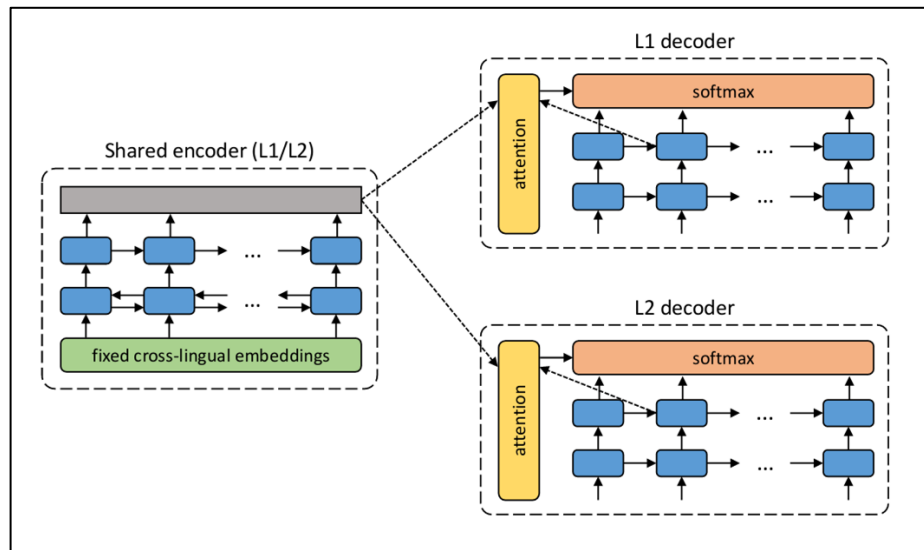 Shared encoder (L1/L2)
...
...
fixed cross-lingual embeddings
L1 decoder
attention
softmax
...
...
L2 decoder
attention
softmax
...
...